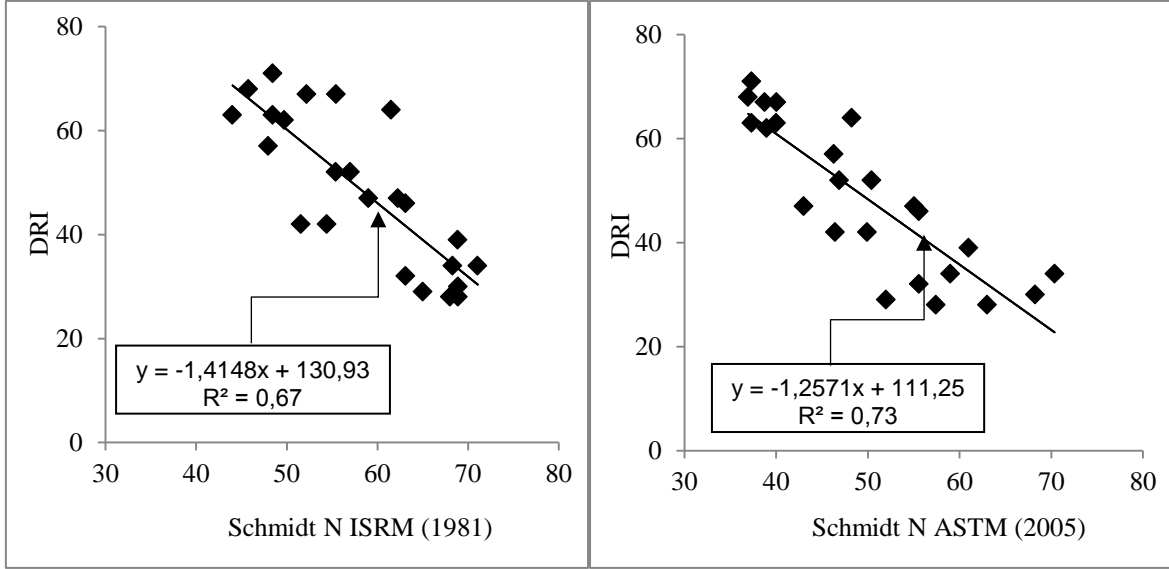 80
60
40
20
0
DRI
y = -1,4148x + 130,93
R² = 0,67
30 40 50 60 70 80
Schmidt N ISRM (1981)
80
60
40
20
0
DRI
y = -1,2571x + 111,25
R² = 0,73
30 40 50 60 70 80
Schmidt N ASTM (2005)